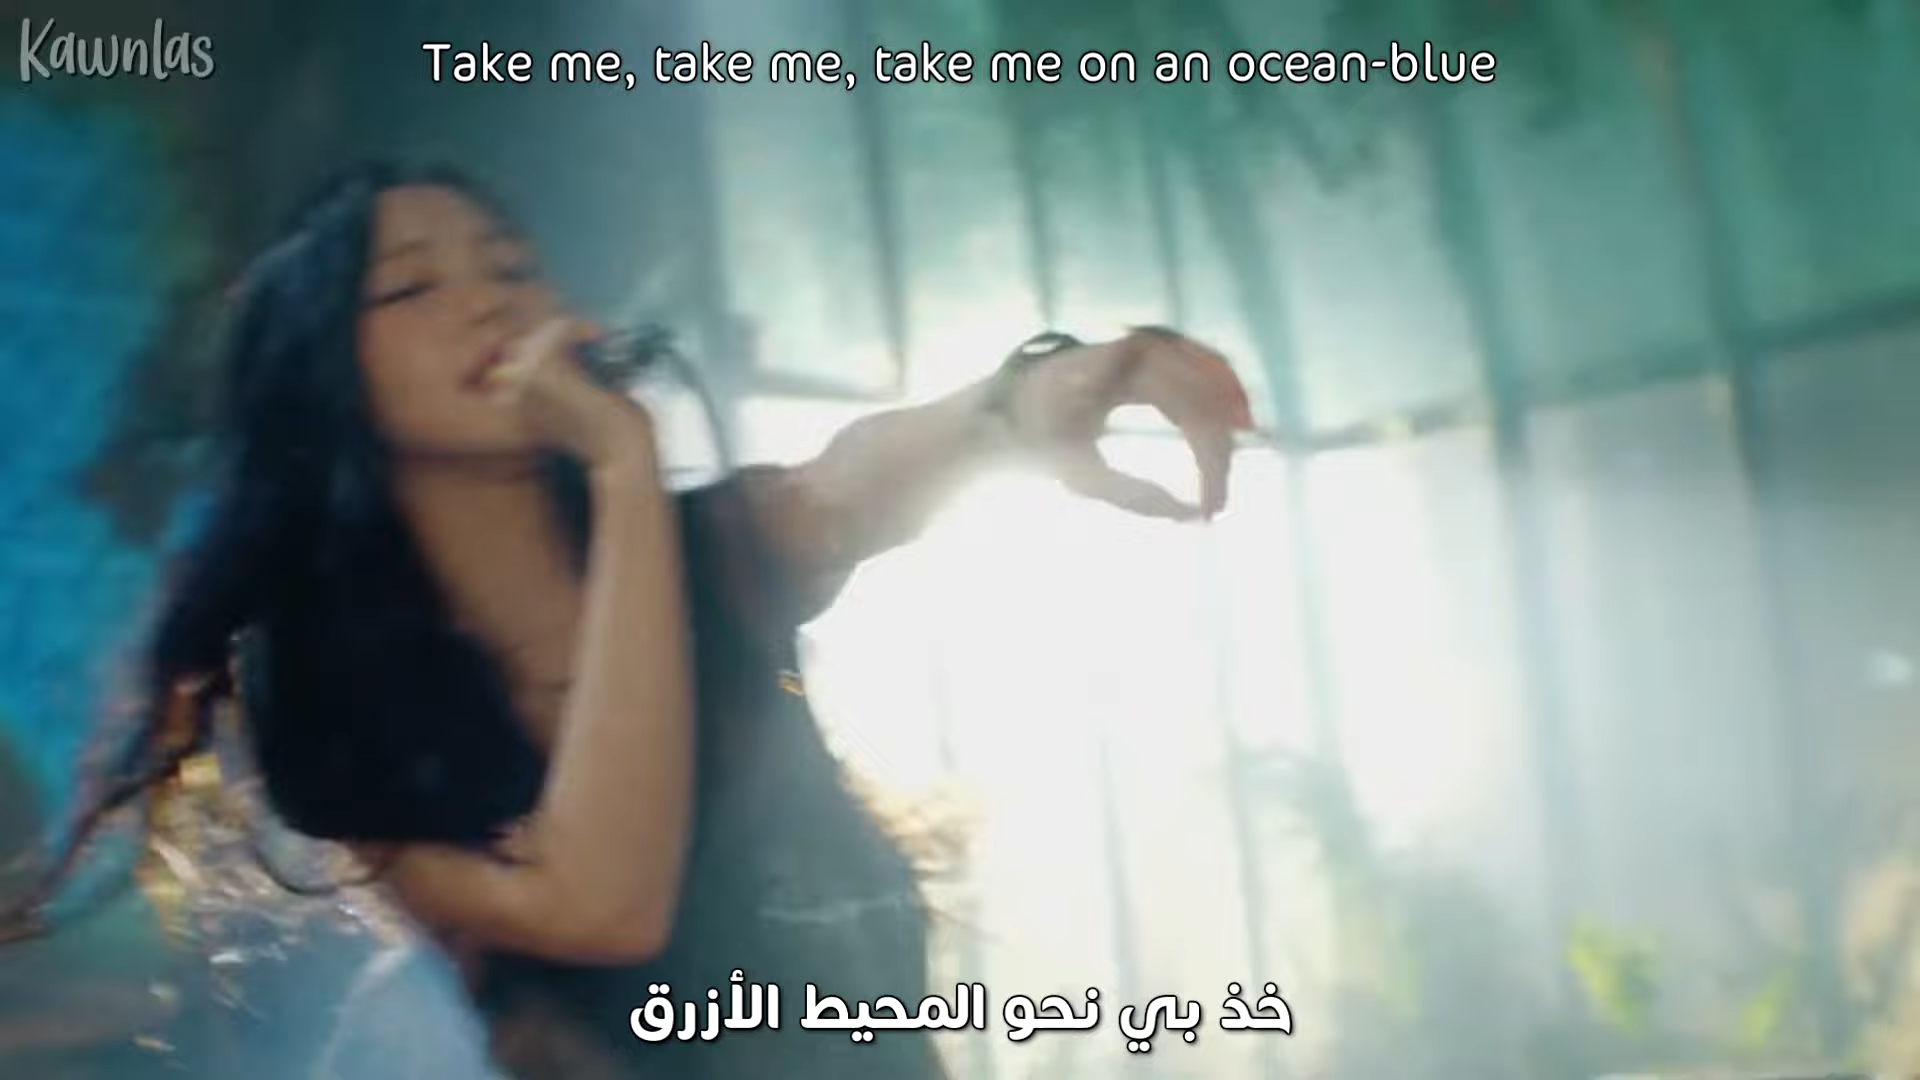 Kawnlas
Take me, take me, take me on an ocean-blue
خذ بي نحو المحيط الأزرق